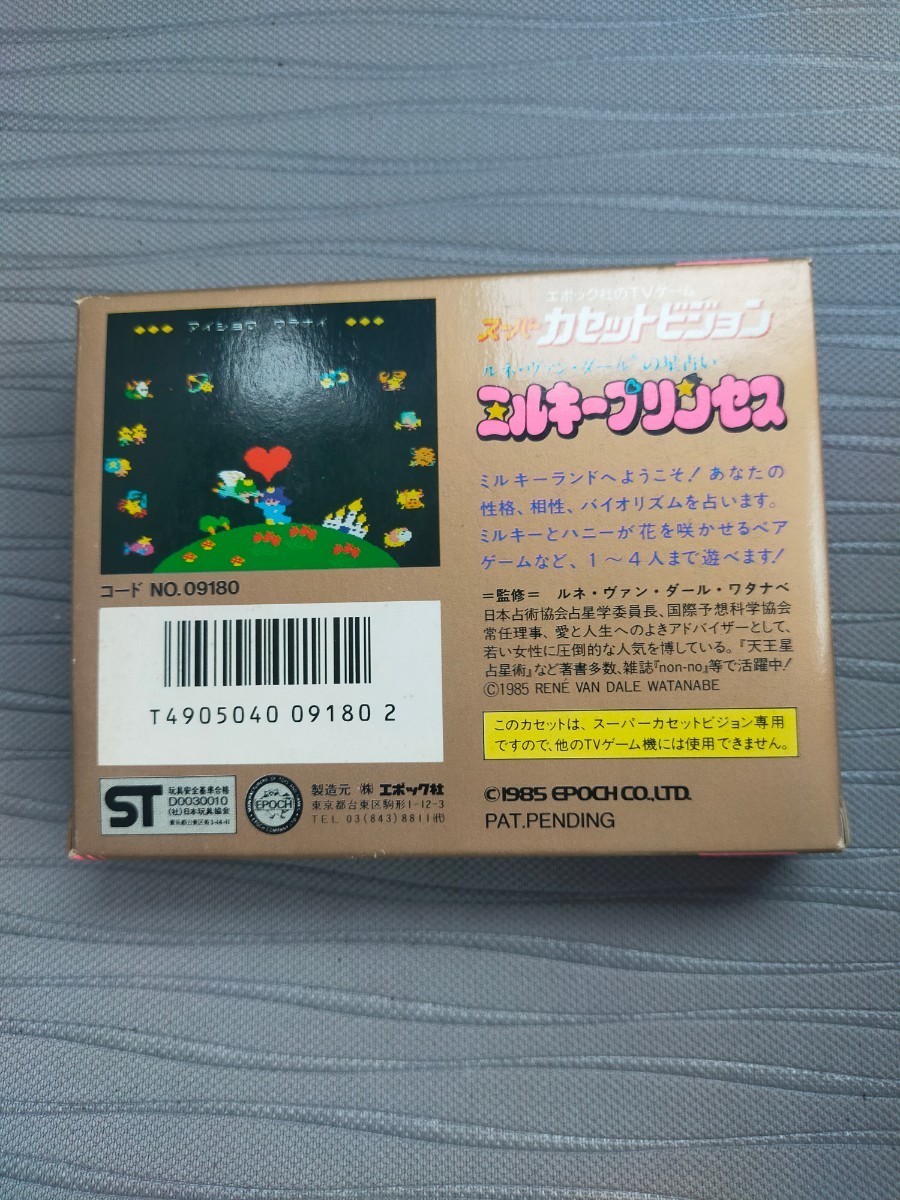 アイショウ ウラナイ
コード NO.09180
T4905040 09180 2
ST
玩具安全基準合格
D0030010
(社)日本玩具協会
EPOCH
製造元 (株) エポック社
東京都台東区駒形1-12-3
TEL 03(843)8811(代)
エポック社のTVゲーム
スーパーカセットビジョン
ルネ・ヴァン・ダールの星占い
ミルキープリンセス
ミルキーランドへようこそ!あなたの
性格、相性、バイオリズムを占います。
ミルキーとハニーが花を咲かせるペア
ゲームなど、1〜4人まで遊べます!
=監修= ルネ・ヴァン・ダール・ワタナベ
日本占術協会占星学委員長、国際予想科学協会
常任理事、愛と人生へのよきアドバイザーとして、
若い女性に圧倒的な人気を博している。『天王星
占星術』など著書多数、雑誌『non-no』等で活躍中!
©1985 RENÉ VAN DALE WATANABE
このカセットは、スーパーカセットビジョン専用
ですので、他のTVゲーム機には使用できません。
©1985 EPOCH CO.,LTD.
PAT.PENDING